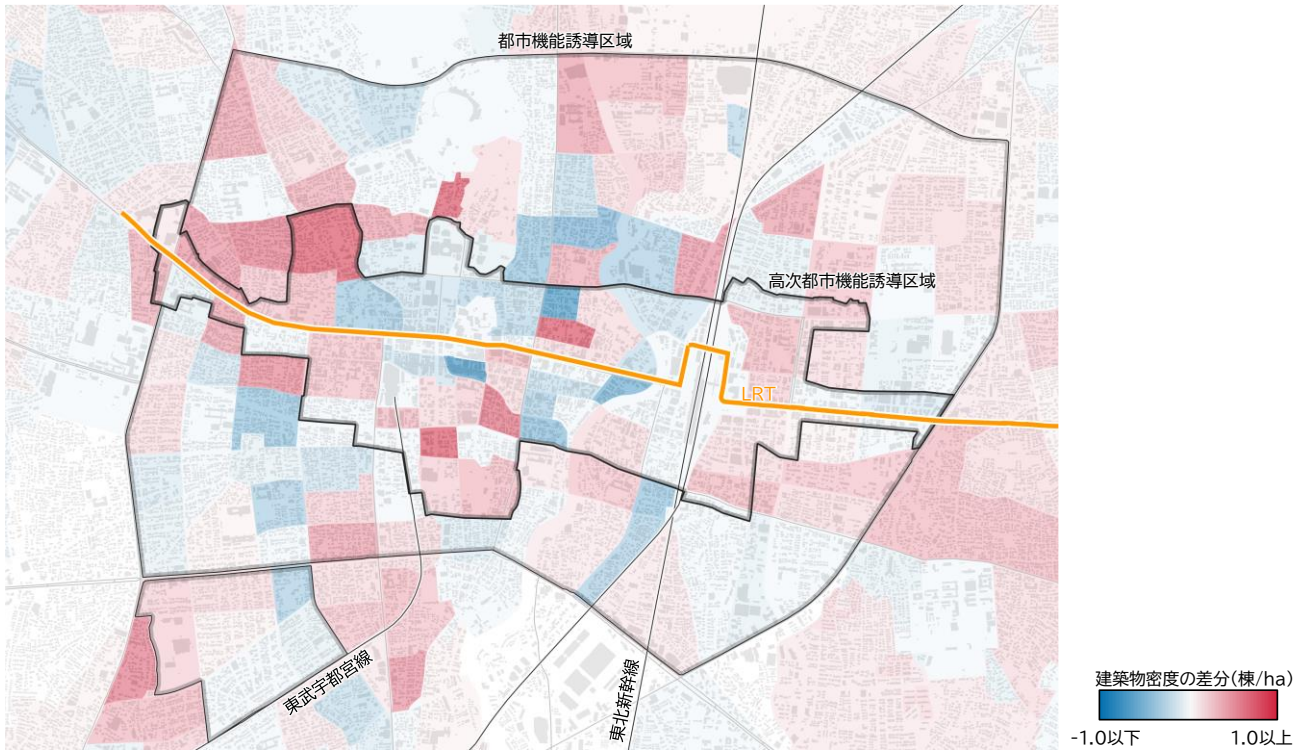 都市機能誘導区域
高次都市機能誘導区域
LRT
東武宇都宮線
東北新幹線
建築物密度の差分(棟/ha)
-1.0以下
1.0以上